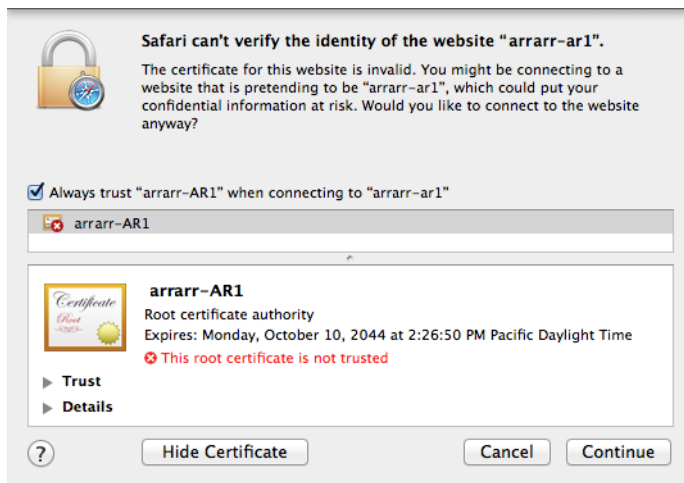 Safari can't verify the identity of the website “arrarr-ar1”.
The certificate for this website is invalid. You might be connecting to a
website that is pretending to be “arrarr-ar1”, which could put your
confidential information at risk. Would you like to connect to the website
anyway?
Always trust “arrarr-AR1” when connecting to “arrarr-ar1”
arrarr-AR1
Certificate
Root
arrarr-AR1
Root certificate authority
Expires: Monday, October 10, 2044 at 2:26:50 PM Pacific Daylight Time
This root certificate is not trusted
Trust
Details
?
Hide Certificate
Cancel
Continue